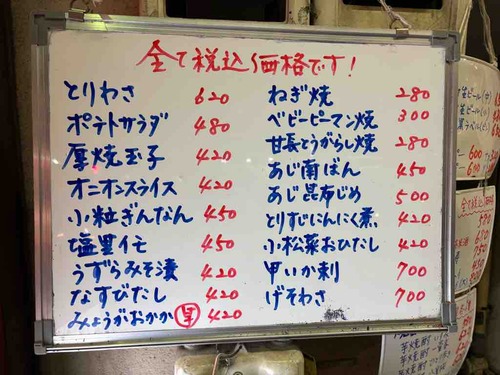 全て税込価格です!
とりわさ 620
ポテトサラダ 480
厚焼玉子 420
オニオンスライス 420
小粒ぎんなん 450
塩里イモ 450
うずらみそ漬 420
なすびたし 420
みょうがおかか 420
ねぎ焼 280
ベビーピーマン焼 300
甘長とうがらし焼 280
あじ南ばん 450
あじ昆布じめ 500
とりすじにんにく煮 420
小松菜おひたし 420
甲いか刺 700
げそわさ 700